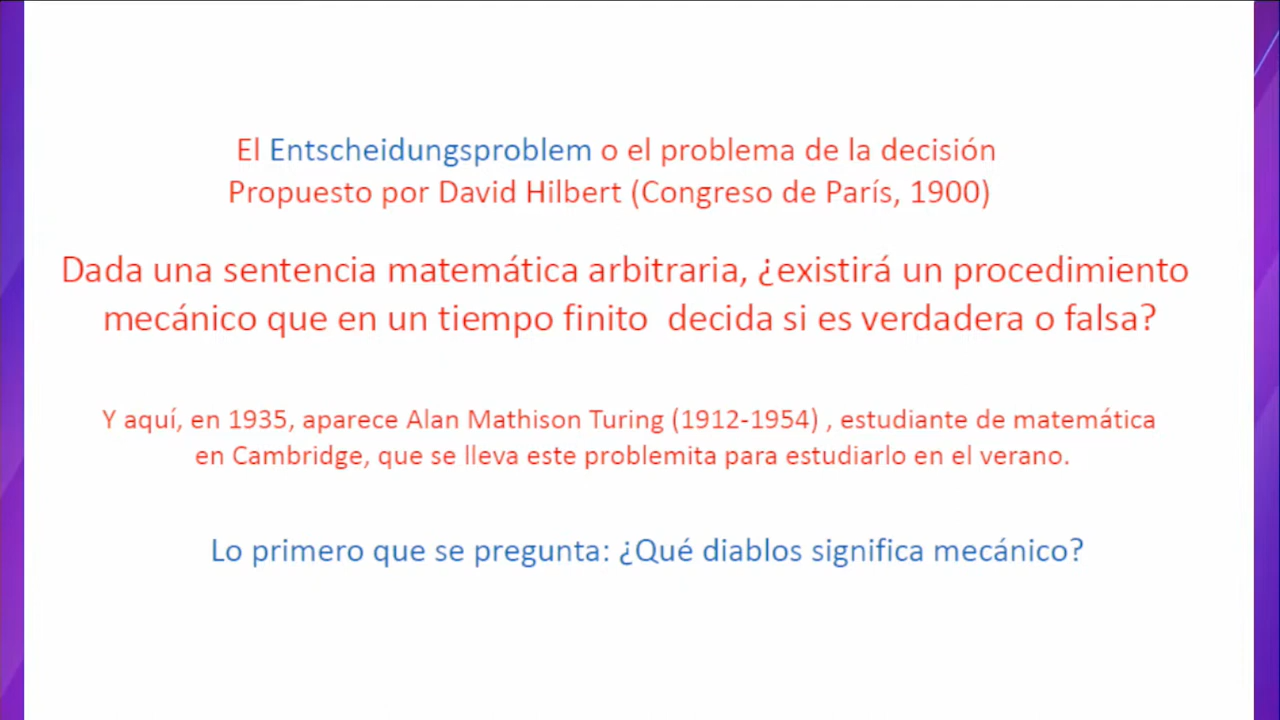 El Entscheidungsproblem o el problema de la decisión
Propuesto por David Hilbert (Congreso de París, 1900)
Dada una sentencia matemática arbitraria, ¿existirá un procedimiento
mecánico que en un tiempo finito decida si es verdadera o falsa?
Y aquí, en 1935, aparece Alan Mathison Turing (1912-1954) , estudiante de matemática
en Cambridge, que se lleva este problemita para estudiarlo en el verano.
Lo primero que se pregunta: ¿Qué diablos significa mecánico?